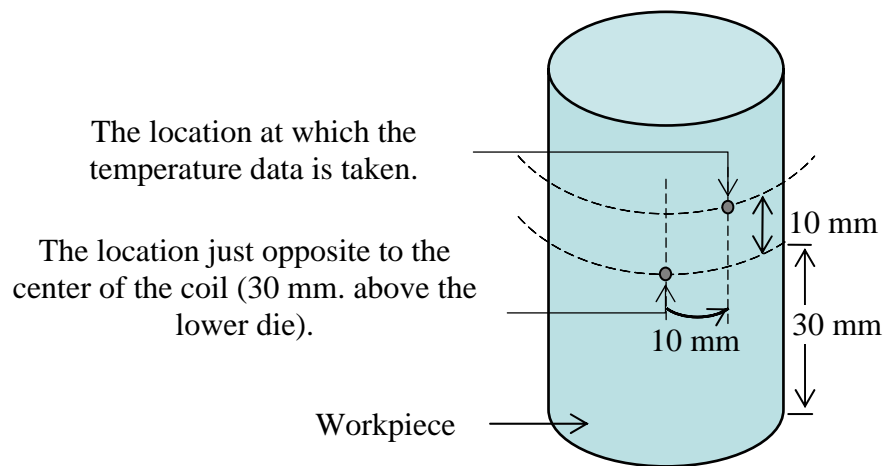 The location at which the
temperature data is taken.
10 mm
The location just opposite to the
center of the coil (30 mm. above the
lower die).
10 mm
30 mm
Workpiece